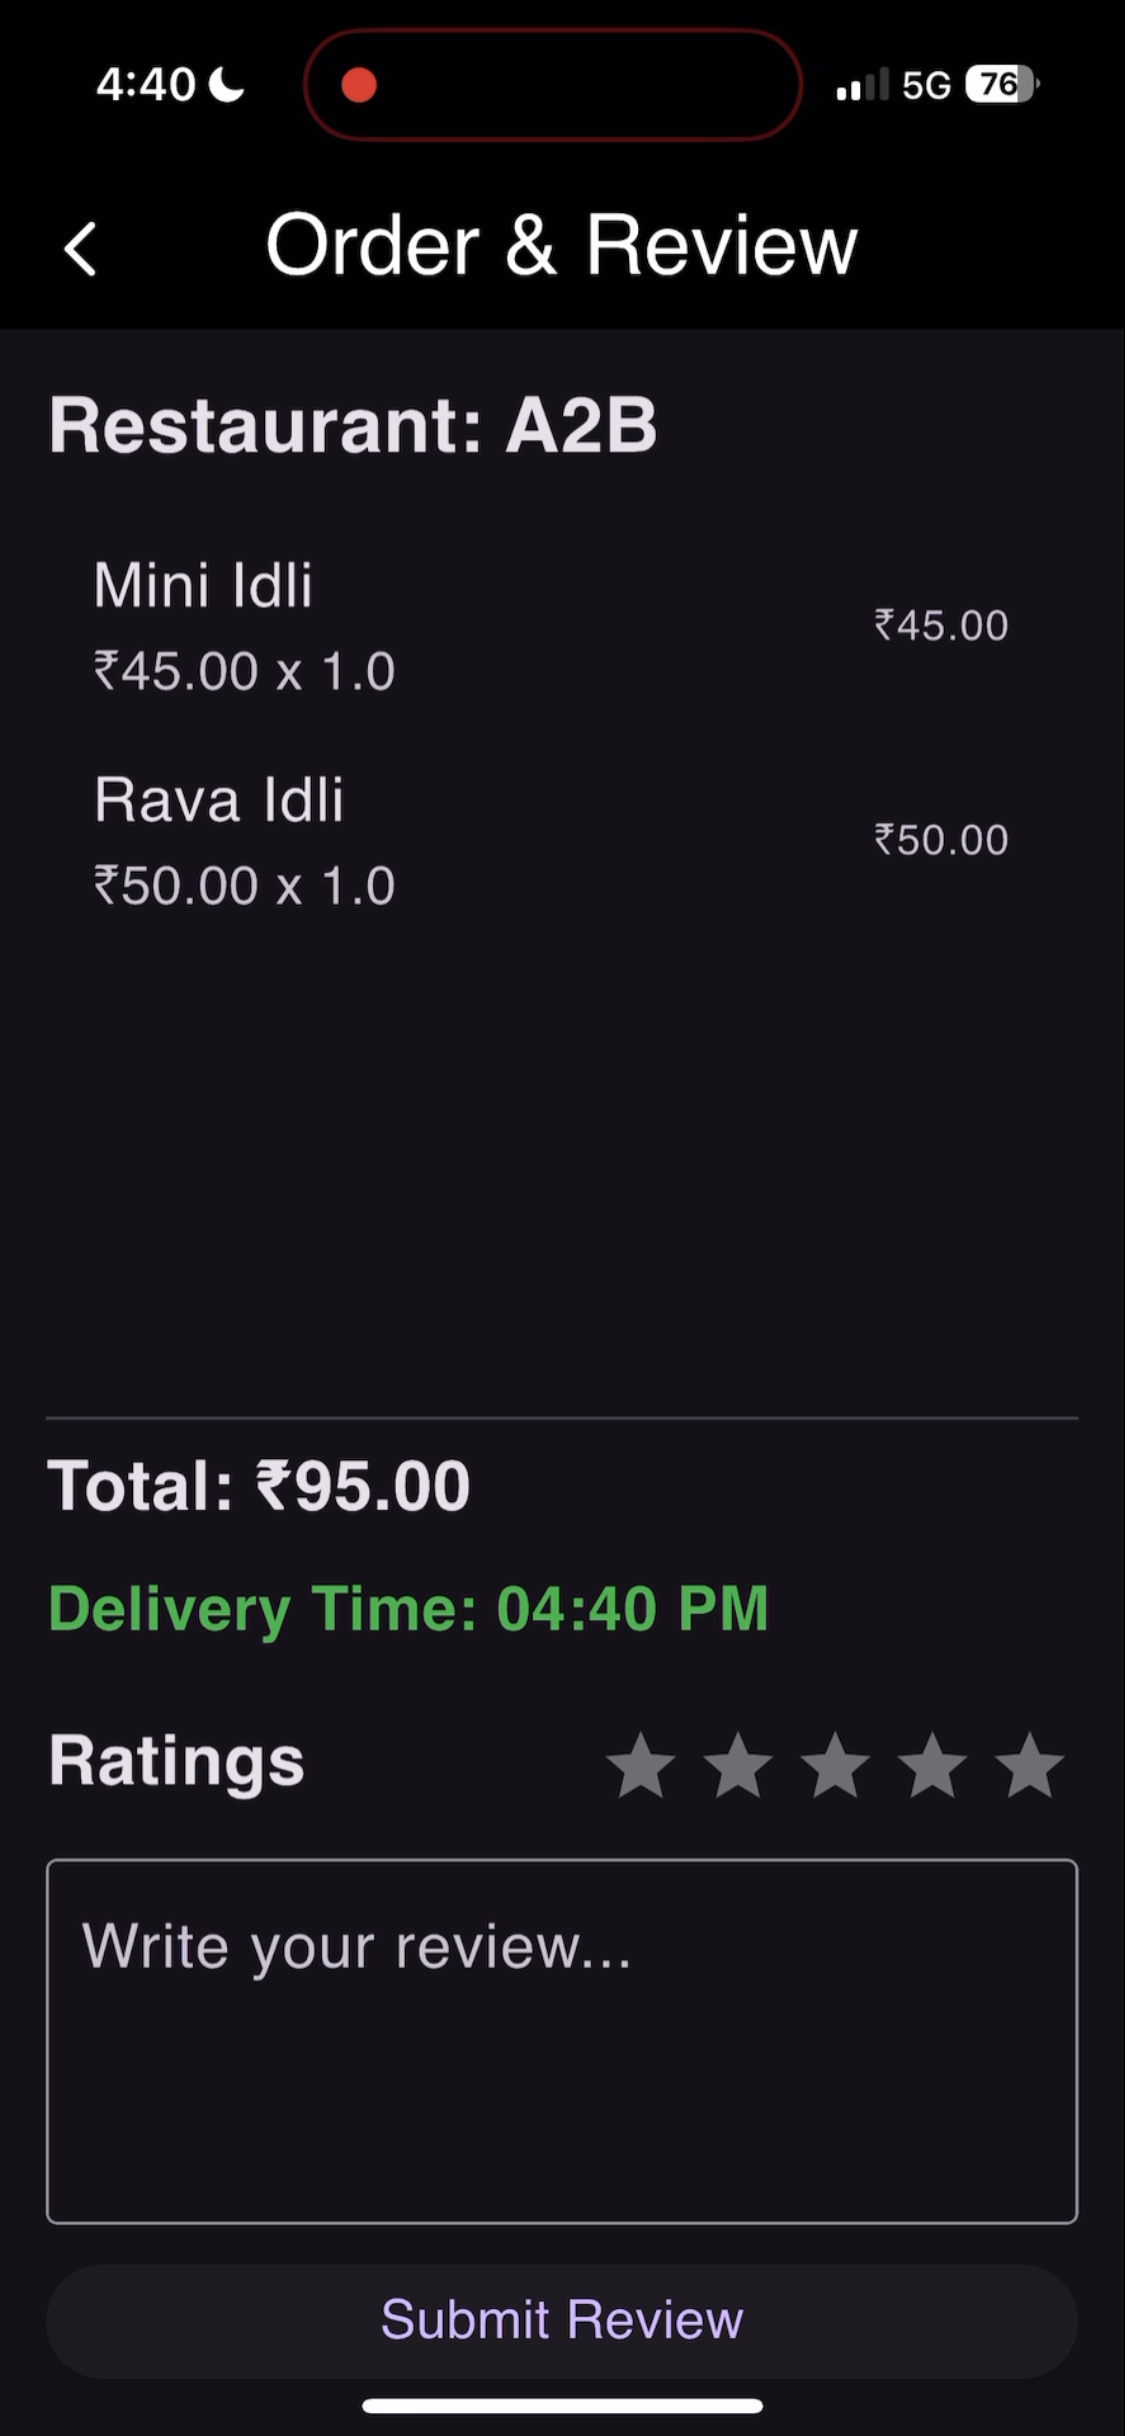 4:40
5G 76
Order & Review
Restaurant: A2B
Mini Idli
₹45.00 x 1.0
₹45.00
Rava Idli
₹50.00 x 1.0
₹50.00
Total: ₹95.00
Delivery Time: 04:40 PM
Ratings
Write your review...
Submit Review